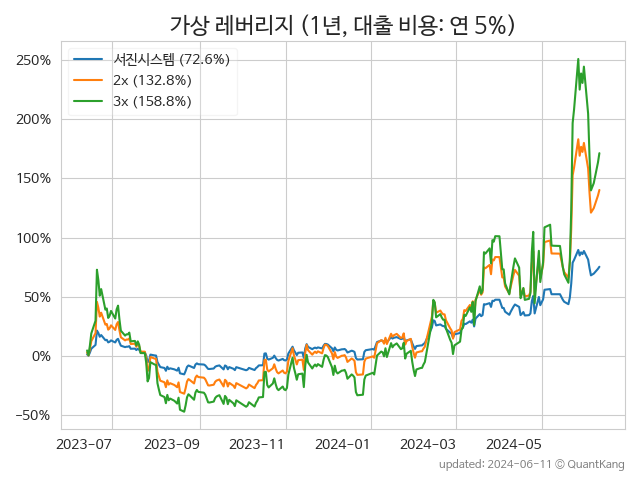 가상 레버리지 (1년, 대출 비용: 연 5%)
서진시스템 (72.6%)
2x (132.8%)
3x (158.8%)
250%
200%
150%
100%
50%
0%
−50%
2023-07
2023-09
2023-11
2024-01
2024-03
2024-05
updated: 2024-06-11 © QuantKang